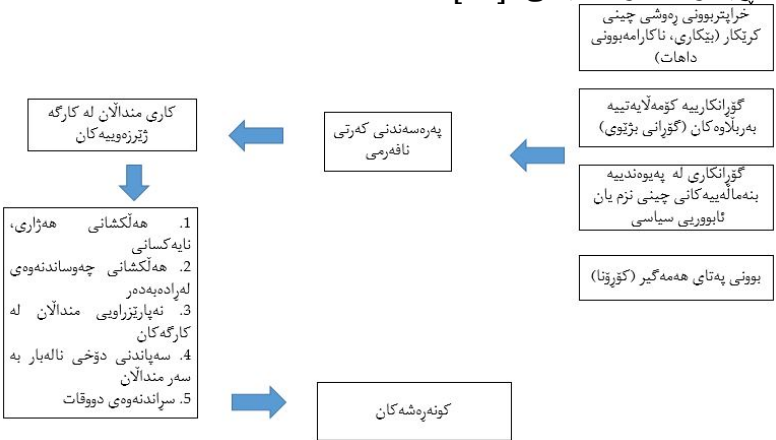 خراپتربوونی ڕەوشی چینی
کرێکار (بێکاری، ناکارامەبوونی
داهات)
گۆڕانکارییە کۆمەڵایەتییە
بەربڵاوەکان (گۆڕانی بژێوی)
گۆڕانکاری لە پەیوەندییە
بنەماڵەییەکانی چینی نزم یان
ئابووریی سیاسی
بوونی پەتای هەمەگیر (کۆرۆنا)
پەرەسەندنی کەرتی
نافەرمی
کاری منداڵان لە کارگە
ژێرزەوییەکان
1. هەڵکشانی هەژاری،
نایەکسانی
2. هەڵکشانی چەوساندنەوەی
لەڕادەبەدەر
3. نەپارێزراویی منداڵان لە
کارگەکان
4. سەپاندنی دۆخی نالەبار بە
سەر منداڵان
5. سڕاندنەوەی دووقات
کونەڕەشەکان